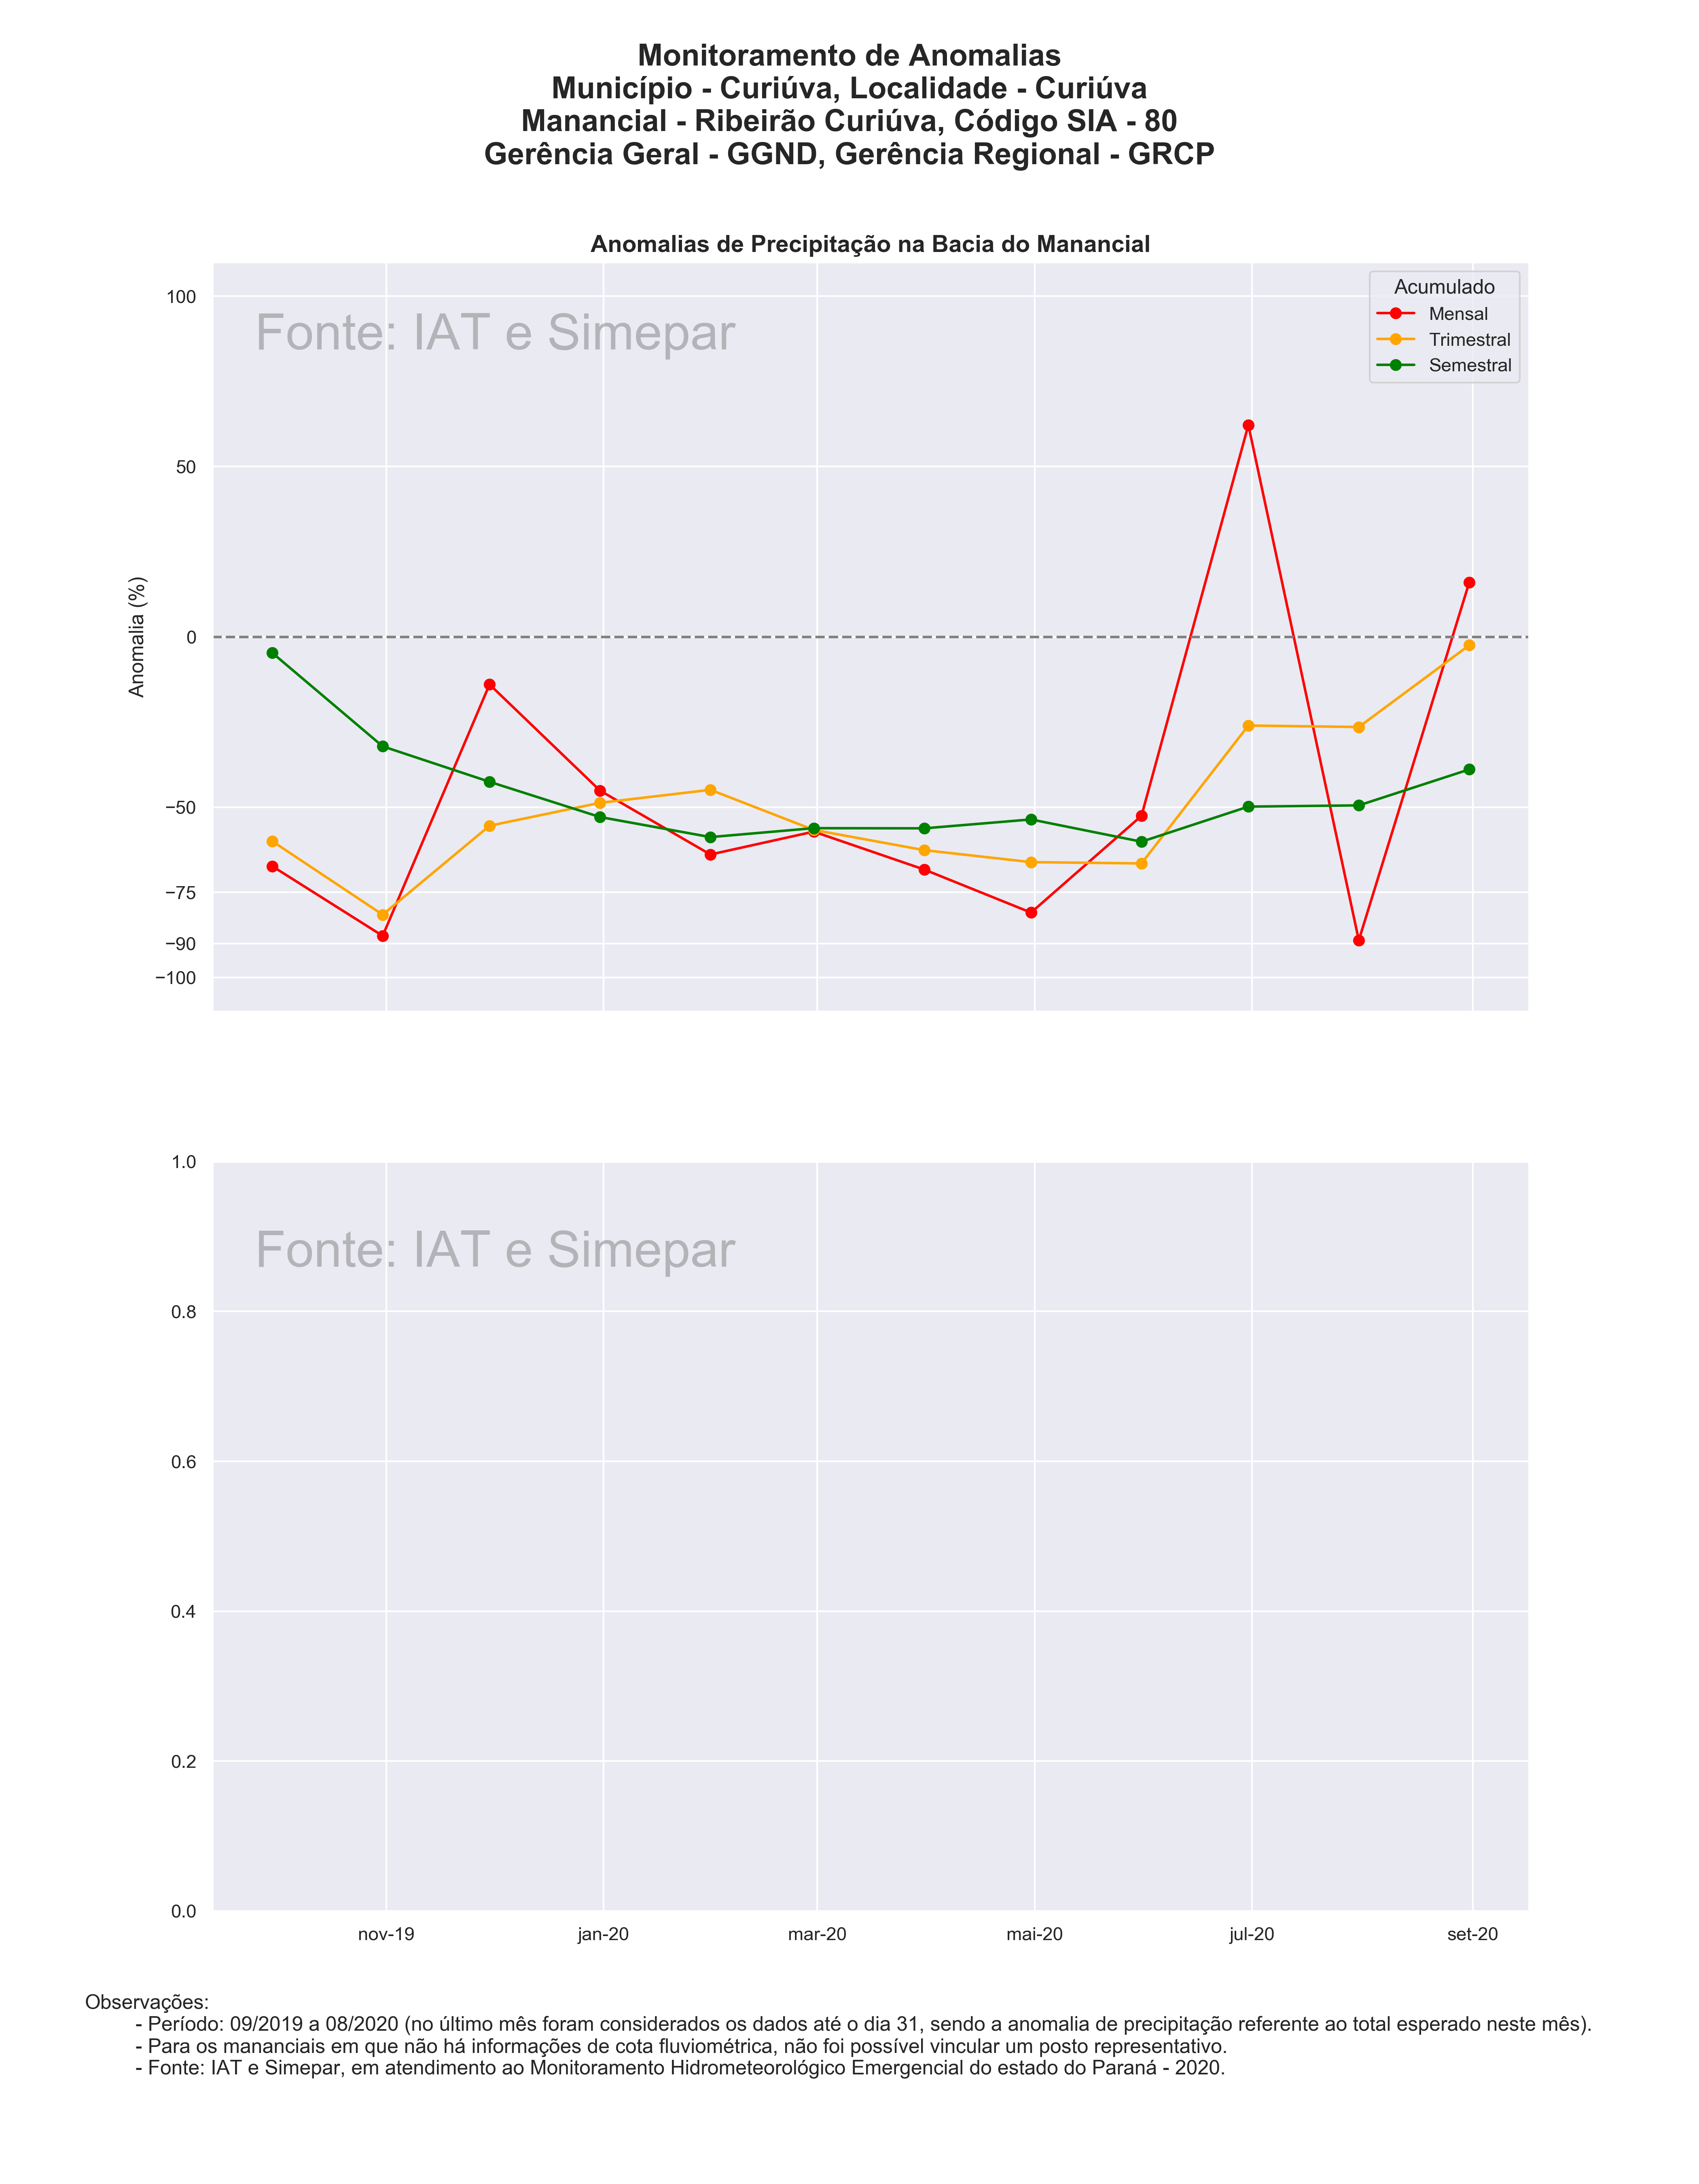 Monitoramento de Anomalias
Município - Curiúva, Localidade - Curiúva
Manancial - Ribeirão Curiúva, Código SIA - 80
Gerência Geral - GGND, Gerência Regional - GRCP
Anomalias de Precipitação na Bacia do Manancial
Fonte: IAT e Simepar
Acumulado
Mensal
Trimestral
Semestral
Anomalia (%)
100
50
0
−50
−75
−90
−100
Fonte: IAT e Simepar
1.0
0.8
0.6
0.4
0.2
0.0
nov-19 jan-20 mar-20 mai-20 jul-20 set-20
Observações:
- Período: 09/2019 a 08/2020 (no último mês foram considerados os dados até o dia 31, sendo a anomalia de precipitação referente ao total esperado neste mês).
- Para os mananciais em que não há informações de cota fluviométrica, não foi possível vincular um posto representativo.
- Fonte: IAT e Simepar, em atendimento ao Monitoramento Hidrometeorológico Emergencial do estado do Paraná - 2020.